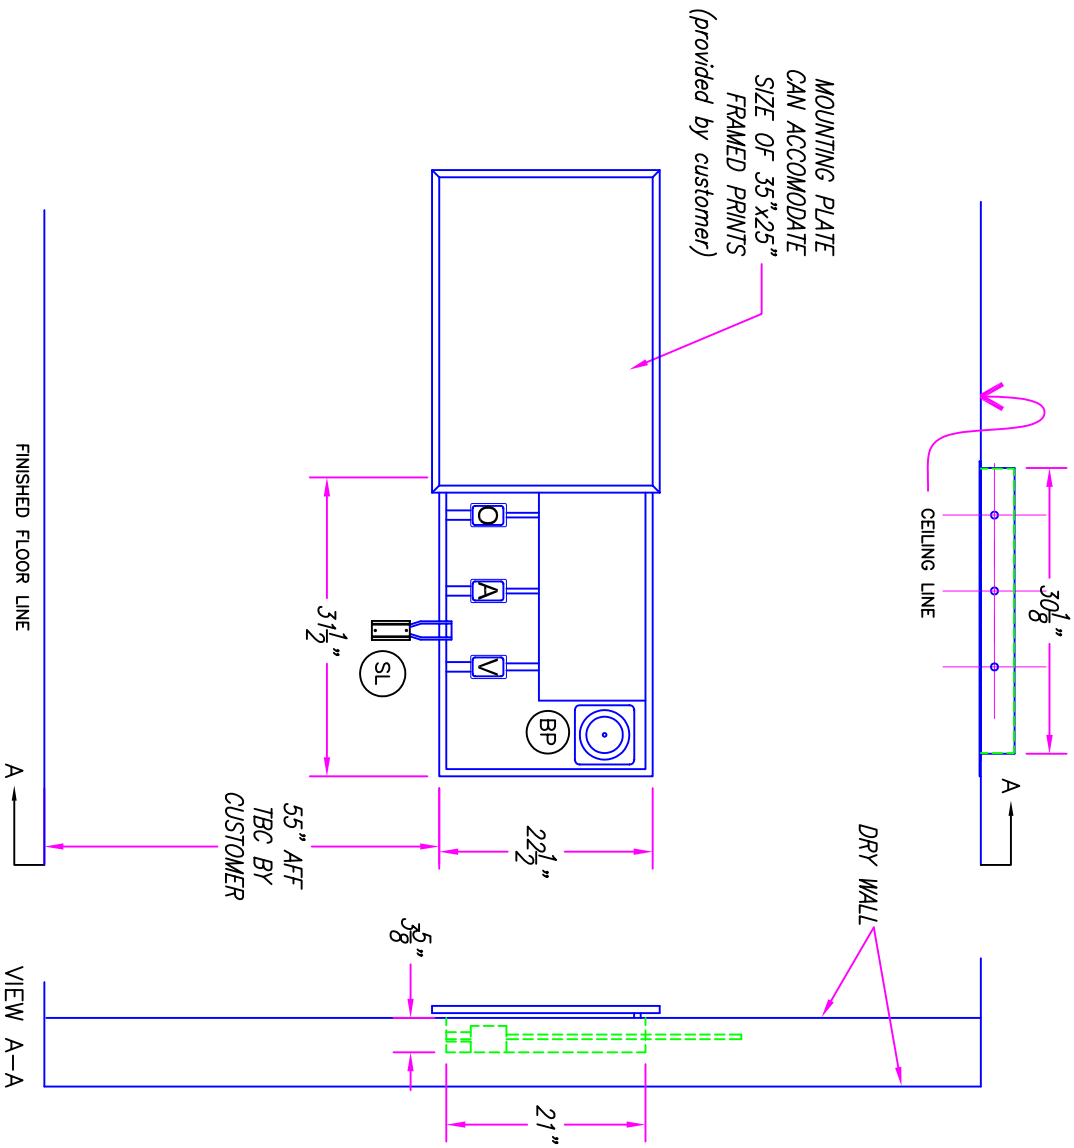 MOUNTING PLATE
CAN ACCOMODATE
SIZE OF 35"x25"
FRAMED PRINTS
(provided by customer)
CEILING LINE
30 1/8"
A
DRY WALL
O
A
V
SL
BP
31 1/2"
22 1/2"
55" AFF
TBC BY
CUSTOMER
FINISHED FLOOR LINE
A
3 5/8"
21"
VIEW A-A